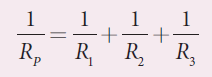 1/R_P = 1/R_1 + 1/R_2 + 1/R_3